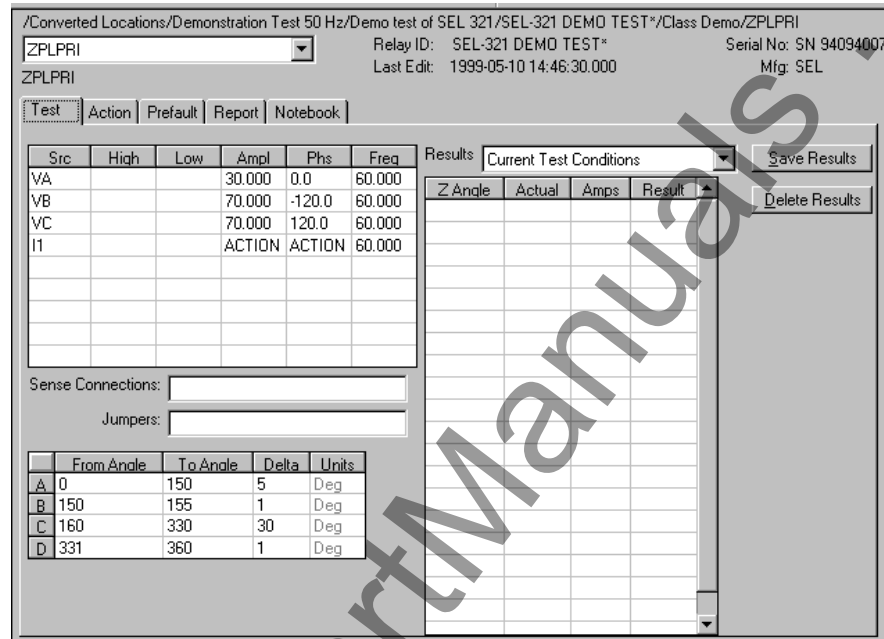 /Converted Locations/Demonstration Test 50 Hz/Demo test of SEL 321/SEL-321 DEMO TEST*/Class Demo/ZPLPRI
ZPLPRI
Relay ID: SEL-321 DEMO TEST*
Serial No: SN 94094007
Last Edit: 1999-05-10 14:46:30.000
Mfg: SEL
ZPLPRI
Test Action Prefault Report Notebook
Src High Low Ampl Phs Freq
VA 30.000 0.0 60.000
VB 70.000 -120.0 60.000
VC 70.000 120.0 60.000
I1 ACTION ACTION 60.000
Sense Connections:
Jumpers:
From Angle To Angle Delta Units
A 0 150 5 Deg
B 150 155 1 Deg
C 160 330 30 Deg
D 331 360 1 Deg
Results Current Test Conditions
Z Angle Actual Amps Result
Save Results
Delete Results
rtManuals